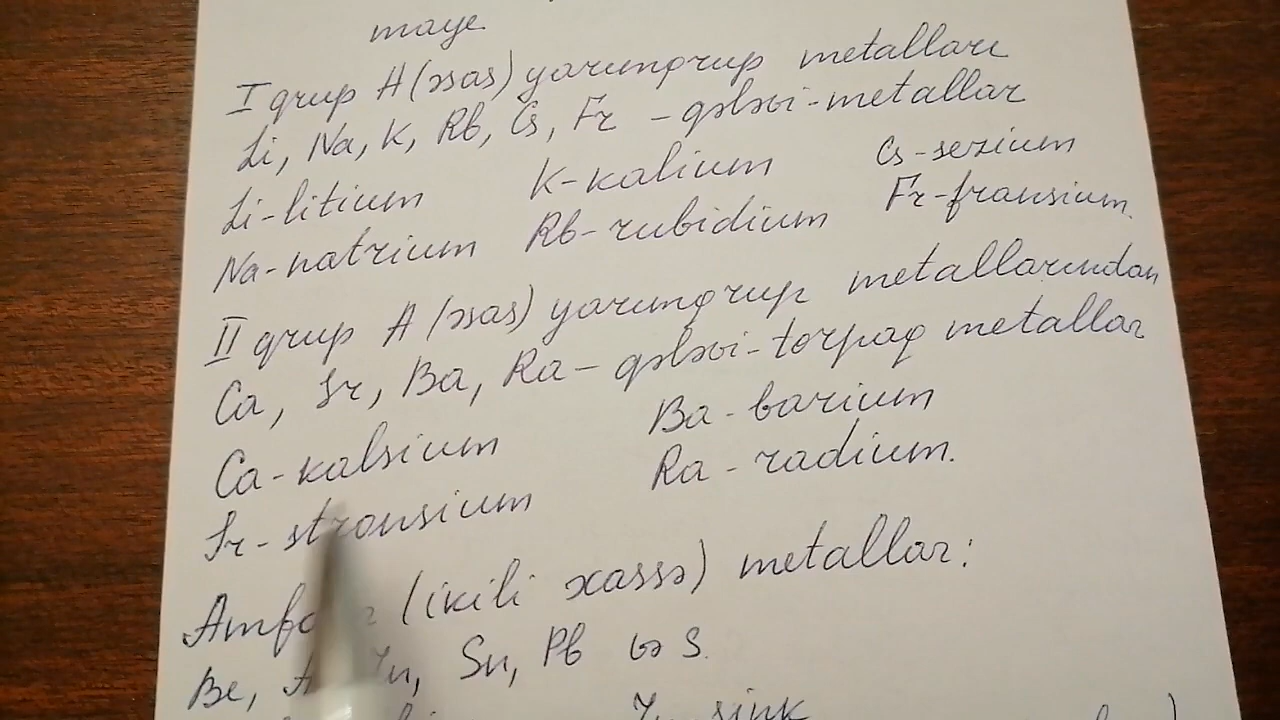 maye
I qrup A (əsas) yarımqrup metalları
Li, Na, K, Rb, Cs, Fr – qələvi-metallar
Li-litium K-kalium Cs-sezium
Na-natrium Rb-rubidium Fr-fransium.
II qrup A (əsas) yarımqrup metallarından
Ca, Sr, Ba, Ra – qələvi-torpaq metallar
Ca-kalsium Ba-barium
Sr-stronsium Ra-radium.
(ikili xassə) metallar:
Be, Sn, Pb və s.
Zn-sink